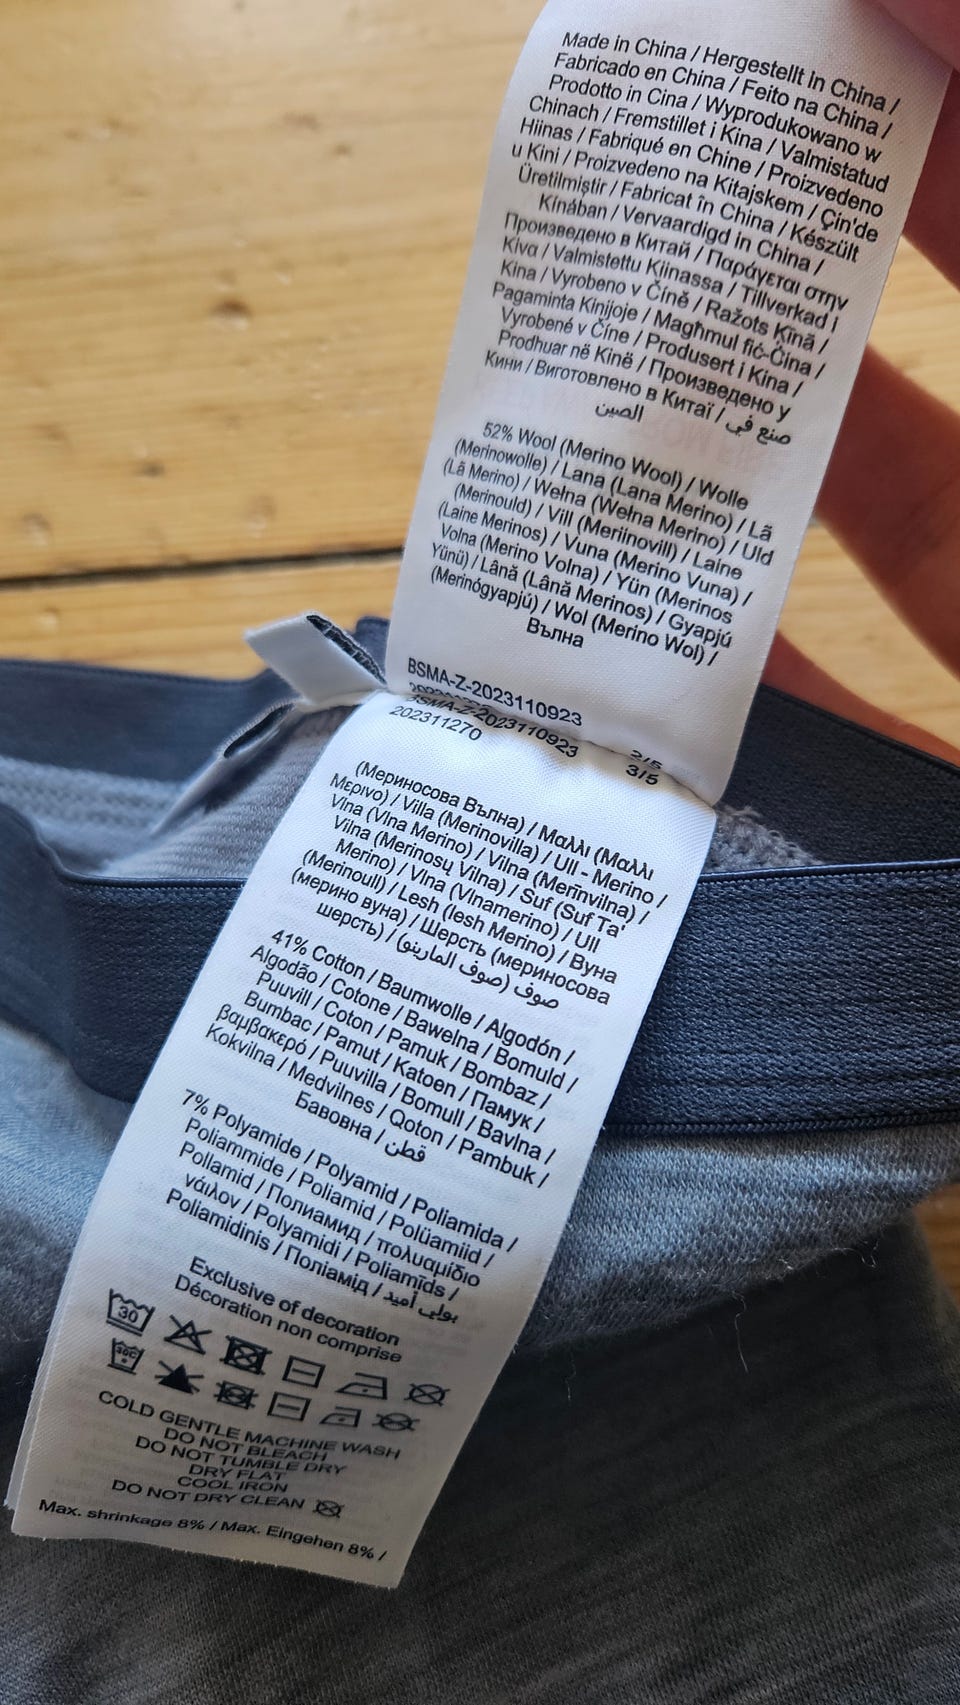 Made in China / Hergestellt in China /
Fabricado en China / Feito na China /
Prodotto in Cina / Wyprodukowano w
Chinach / Fremstillet i Kina / Valmistatud
Hiinas / Fabriqué en Chine / Proizvedeno
u Kini / Proizvedeno na Kitajskem / Çin'de
Üretilmiştir / Fabricat în China / Készült
Kínában / Vervaardigd in China /
Произведено в Китай / Παράγεται στην
Κίνα / Valmistettu Kiinassa / Tillverkad i
Kina / Vyrobeno v Číně / Ražots Ķīnā /
Pagaminta Kinijoje / Magħmul fiċ-Ċina /
Vyrobené v Číne / Produsert i Kina /
Prodhuar në Kinë / Произведено у
Кини / Виготовлено в Китаї / صنع في
الصين
52% Wool (Merino Wool) / Wolle
(Merinowolle) / Lana (Lana Merino) / Lã
(Lã Merino) / Wełna (Wełna Merino) / Uld
(Merinould) / Vill (Meriinovill) / Laine
(Laine Merinos) / Vuna (Merino Vuna) /
Volna (Merino Volna) / Yün (Merinos
Yünü) / Lână (Lână Merinos) / Gyapjú
(Merinógyapjú) / Wol (Merino Wol) /
Вълна
BSMA-Z-2023110923
2/5
BSMA-Z-2023110923
202311270
3/5
(Мериносова Вълна) / Μαλλι (Μαλλι
Μερινο) / Villa (Merinovilla) / Ull - Merino /
Vlna (Vlna Merino) / Vilna (Merīnvilna) /
Vilna (Merinosų Vilna) / Suf (Suf Ta'
Merino) / Vlna (Vlnamerino) / Ull
(Merinoull) / Lesh (lesh Merino) / Вуна
(мерино вуна) / Шерсть (мериносова
шерсть) / صوف (صوف المارينو)
41% Cotton / Baumwolle / Algodón /
Algodão / Cotone / Bawełna / Bomuld /
Puuvill / Coton / Pamuk / Bombaz /
Bumbac / Pamut / Katoen / Памук /
βαμβακερό / Puuvilla / Bomull / Bavlna /
Kokvilna / Medvilnes / Qoton / Pambuk /
Бавовна / قطن
7% Polyamide / Polyamid / Poliamida /
Poliammide / Poliamid / Polüamiid /
Poliamid / Полиамид / πολυαμίδιο
νάιλον / Polyamidi / Poliamīds /
Poliamidinis / Поліамід / بولي أميد
Exclusive of decoration
Décoration non comprise
30
30C
COLD GENTLE MACHINE WASH
DO NOT BLEACH
DO NOT TUMBLE DRY
DRY FLAT
COOL IRON
DO NOT DRY CLEAN
Max. shrinkage 8% / Max. Eingehen 8% /